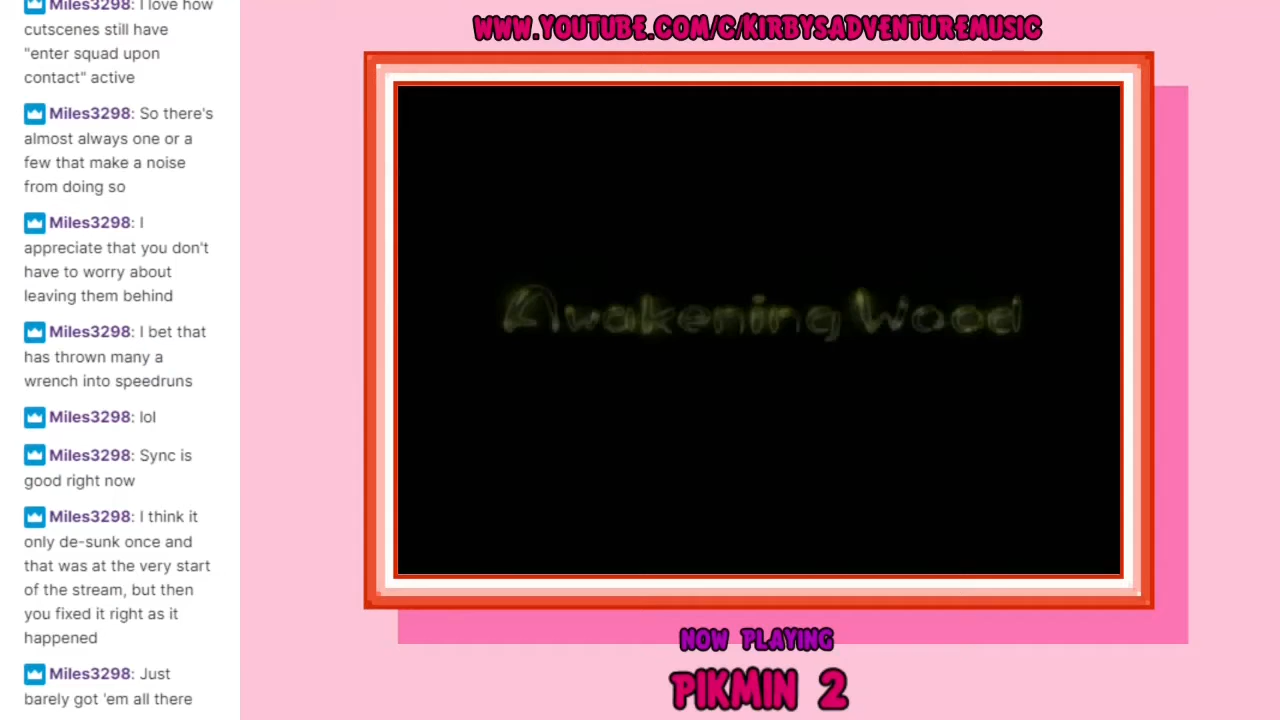 Miles3298: I love how
cutscenes still have
"enter squad upon
contact" active
Miles3298: So there's
almost always one or a
few that make a noise
from doing so
Miles3298: I
appreciate that you don't
have to worry about
leaving them behind
Miles3298: I bet that
has thrown many a
wrench into speedruns
Miles3298: lol
Miles3298: Sync is
good right now
Miles3298: I think it
only de-sunk once and
that was at the very start
of the stream, but then
you fixed it right as it
happened
Miles3298: Just
barely got 'em all there
www.YouTube.com/c/KirbysAdventureMusic
Awakening Wood
NOW PLAYING
PIKMIN 2